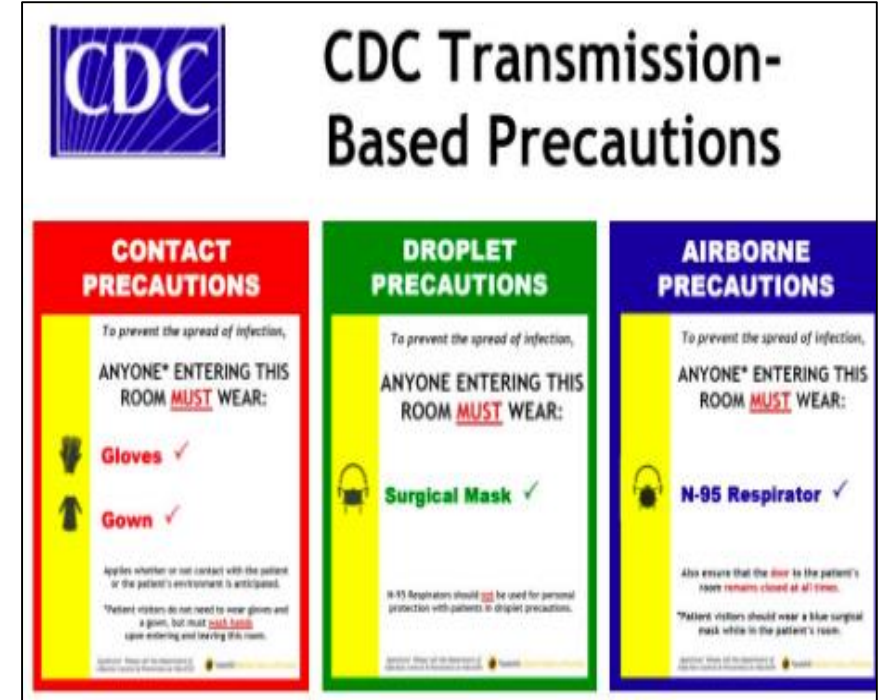 CDC
CDC Transmission-
Based Precautions
CONTACT
PRECAUTIONS
To prevent the spread of infection,
ANYONE* ENTERING THIS
ROOM MUST WEAR:
Gloves ✓
Gown ✓
Applies whether or not contact with the patient
or the patient's environment is anticipated.
*Patient visitors do not need to wear gloves and
a gown, but must wash hands
upon entering and leaving this room.
DROPLET
PRECAUTIONS
To prevent the spread of infection,
ANYONE ENTERING THIS
ROOM MUST WEAR:
Surgical Mask ✓
N-95 Respirators should not be used for personal
protection with patients in droplet precautions.
AIRBORNE
PRECAUTIONS
To prevent the spread of infection,
ANYONE* ENTERING THIS
ROOM MUST WEAR:
N-95 Respirator ✓
Also ensure that the door to the patient's
room remains closed at all times.
*Patient visitors should wear a blue surgical
mask while in the patient's room.